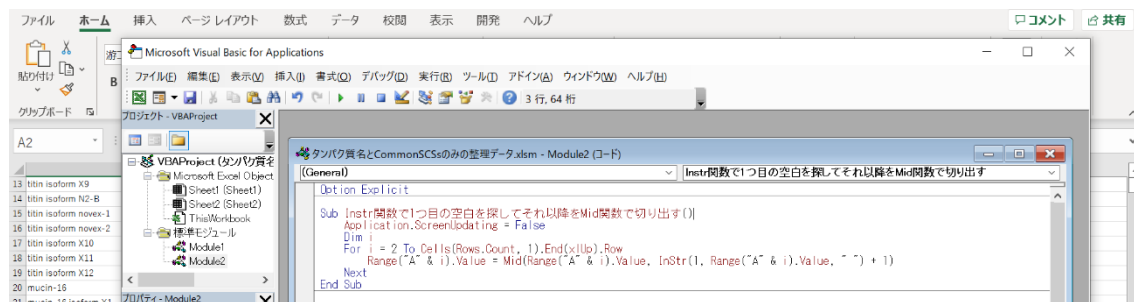 ファイル ホーム 挿入 ページ レイアウト 数式 データ 校閲 表示 開発 ヘルプ コメント 共有
貼り付け
クリップボード
B
A2
13 titin isoform X9
14 titin isoform N2-B
15 titin isoform novex-1
16 titin isoform novex-2
17 titin isoform X10
18 titin isoform X11
19 titin isoform X12
20 mucin-16
Microsoft Visual Basic for Applications
ファイル(F) 編集(E) 表示(V) 挿入(I) 書式(O) デバッグ(D) 実行(R) ツール(T) アドイン(A) ウィンドウ(W) ヘルプ(H)
3 行, 64 桁
プロジェクト - VBAProject
VBAProject (タンパク質名
Microsoft Excel Object
Sheet1 (Sheet1)
Sheet2 (Sheet2)
ThisWorkbook
標準モジュール
Module1
Module2
プロパティ - Module2
タンパク質名とCommonSCSsのみの整理データ.xlsm - Module2 (コード)
(General) Instr関数で1つ目の空白を探してそれ以降をMid関数で切り出す
Option Explicit
Sub Instr関数で1つ目の空白を探してそれ以降をMid関数で切り出す()
Application.ScreenUpdating = False
Dim i
For i = 2 To Cells(Rows.Count, 1).End(xlUp).Row
Range("A" & i).Value = Mid(Range("A" & i).Value, InStr(1, Range("A" & i).Value, " ") + 1)
Next
End Sub